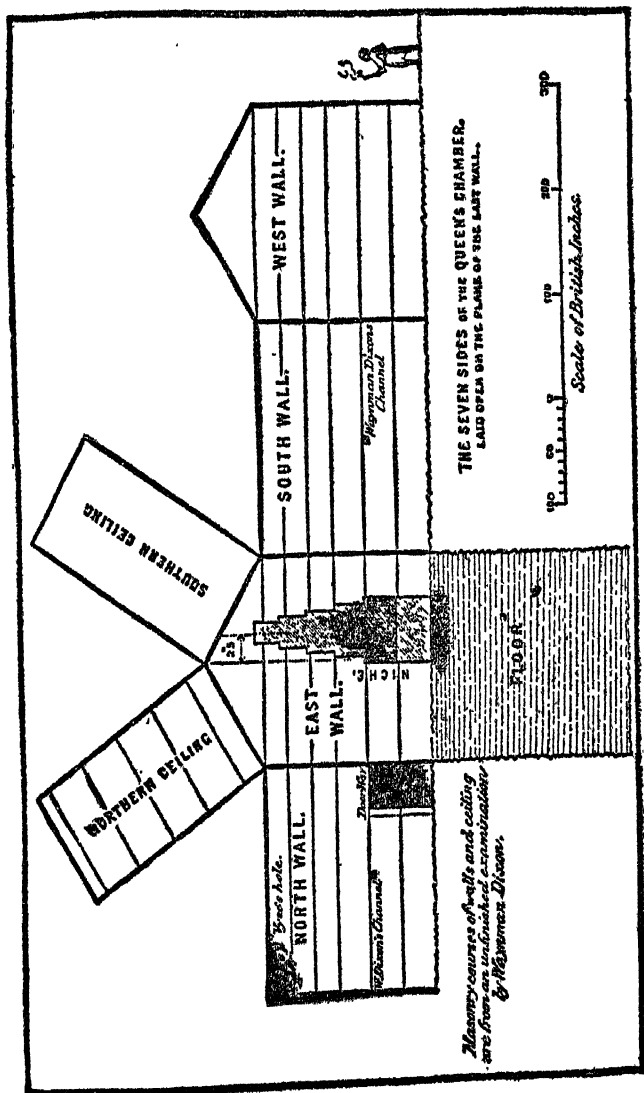 SOUTHERN CEILING
NORTHERN CEILING
NORTH WALL.
EAST
WALL.
SOUTH WALL.
WEST WALL.
NICHE.
Doorway
W. Dixon's Channel
Waynman Dixons
Channel
FLOOR
THE SEVEN SIDES OF THE QUEEN'S CHAMBER.
LAID OPEN ON THE PLANE OF THE EAST WALL.
100 50 0 100 200 300
Scale of British Inches.
Masonry courses of walls and ceiling
are from an unfinished examination
by Waynman Dixon.